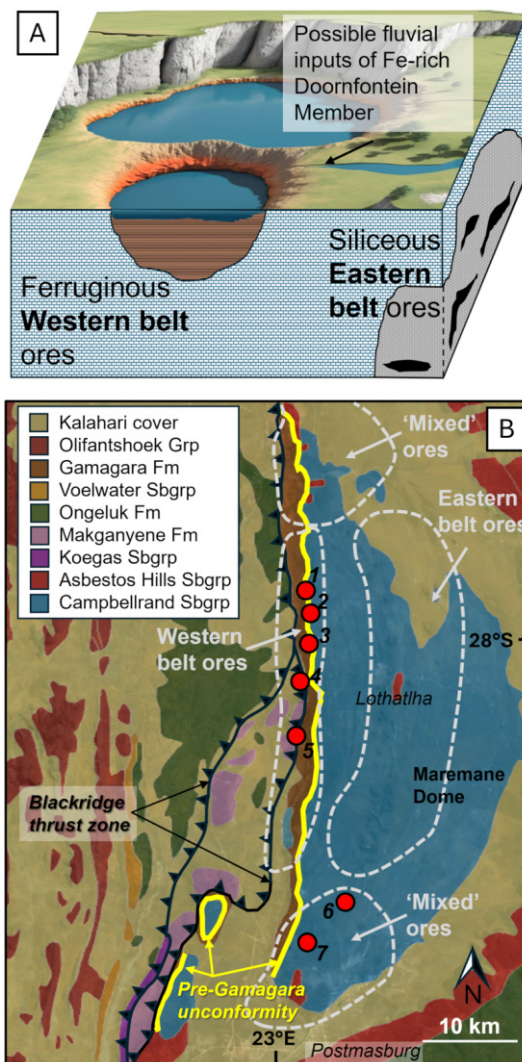 A
Possible fluvial
inputs of Fe-rich
Doornfontein
Member
Ferruginous
Western belt
ores
Siliceous
Eastern
belt ores
B
Kalahari cover
Olifantshoek Grp
Gamagara Fm
Voelwater Sbgrp
Ongeluk Fm
Makganyene Fm
Koegas Sbgrp
Asbestos Hills Sbgrp
Campbellrand Sbgrp
'Mixed'
ores
Eastern
belt ores
1
2
Western
belt ores
3
28°S
4
Lothatlha
5
Maremane
Dome
Blackridge
thrust zone
6
'Mixed'
ores
7
Pre-Gamagara
unconformity
N
23°E
10 km
Postmasburg